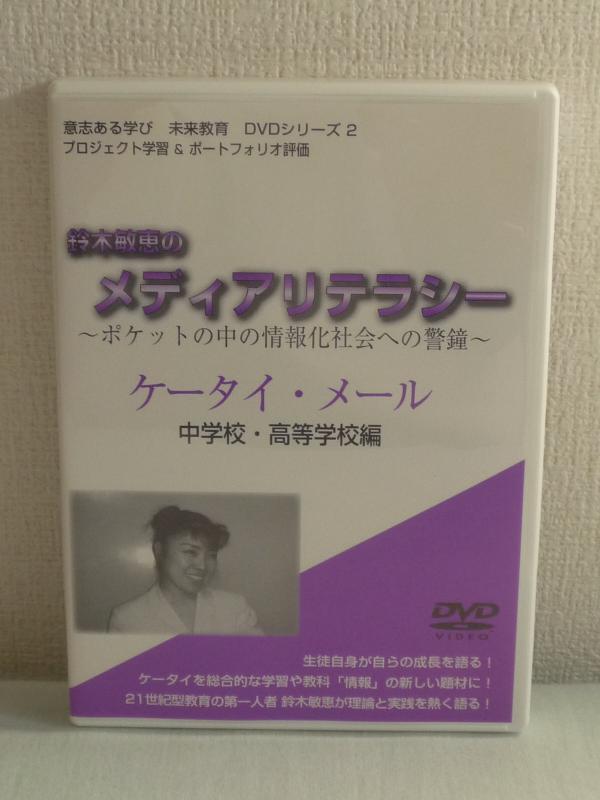 意志ある学び　未来教育　DVDシリーズ 2
プロジェクト学習 & ポートフォリオ評価
鈴木敏恵の
メディアリテラシー
～ポケットの中の情報化社会への警鐘～
ケータイ・メール
中学校・高等学校編
DVD
VIDEO
生徒自身が自らの成長を語る！
ケータイを総合的な学習や教科「情報」の新しい題材に！
21世紀型教育の第一人者 鈴木敏恵が理論と実践を熱く語る！